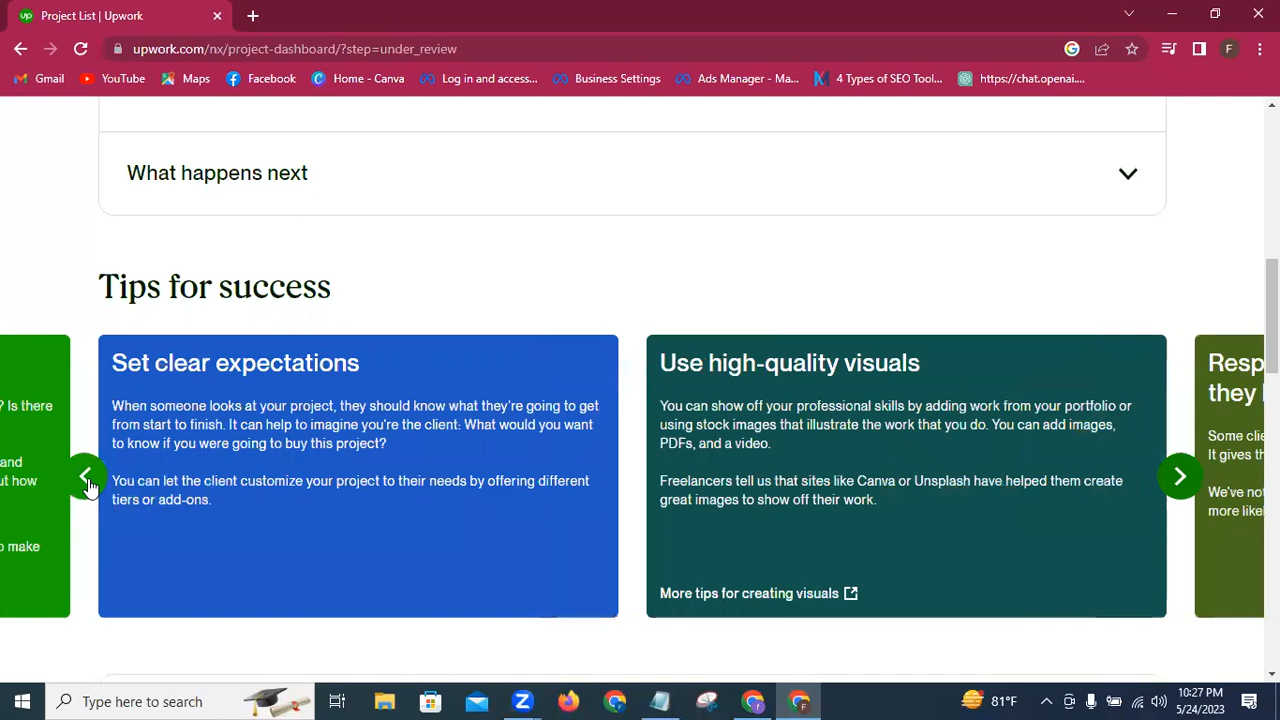 Project List | Upwork
upwork.com/nx/project-dashboard/?step=under_review
F
Gmail
YouTube
Maps
Facebook
Home - Canva
Log in and access...
Business Settings
Ads Manager - Ma...
4 Types of SEO Tool...
https://chat.openai....
What happens next
Tips for success
? Is there
and
ut how
o make
Set clear expectations
When someone looks at your project, they should know what they're going to get
from start to finish. It can help to imagine you're the client: What would you want
to know if you were going to buy this project?
You can let the client customize your project to their needs by offering different
tiers or add-ons.
Use high-quality visuals
You can show off your professional skills by adding work from your portfolio or
using stock images that illustrate the work that you do. You can add images,
PDFs, and a video.
Freelancers tell us that sites like Canva or Unsplash have helped them create
great images to show off their work.
More tips for creating visuals
Resp
they
Some clie
It gives th
We've not
more likel
Type here to search
81°F
10:27 PM
5/24/2023